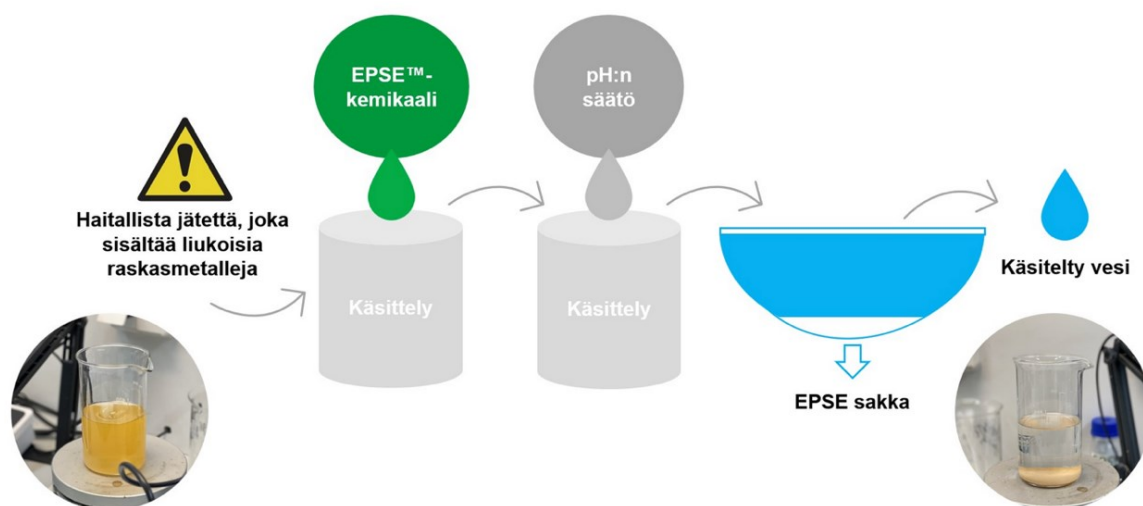 EPSE™-
kemikaali
pH:n
säätö
Haitallista jätettä, joka
sisältää liukoisia
raskasmetalleja
Käsittely
Käsittely
Käsitelty vesi
EPSE sakka